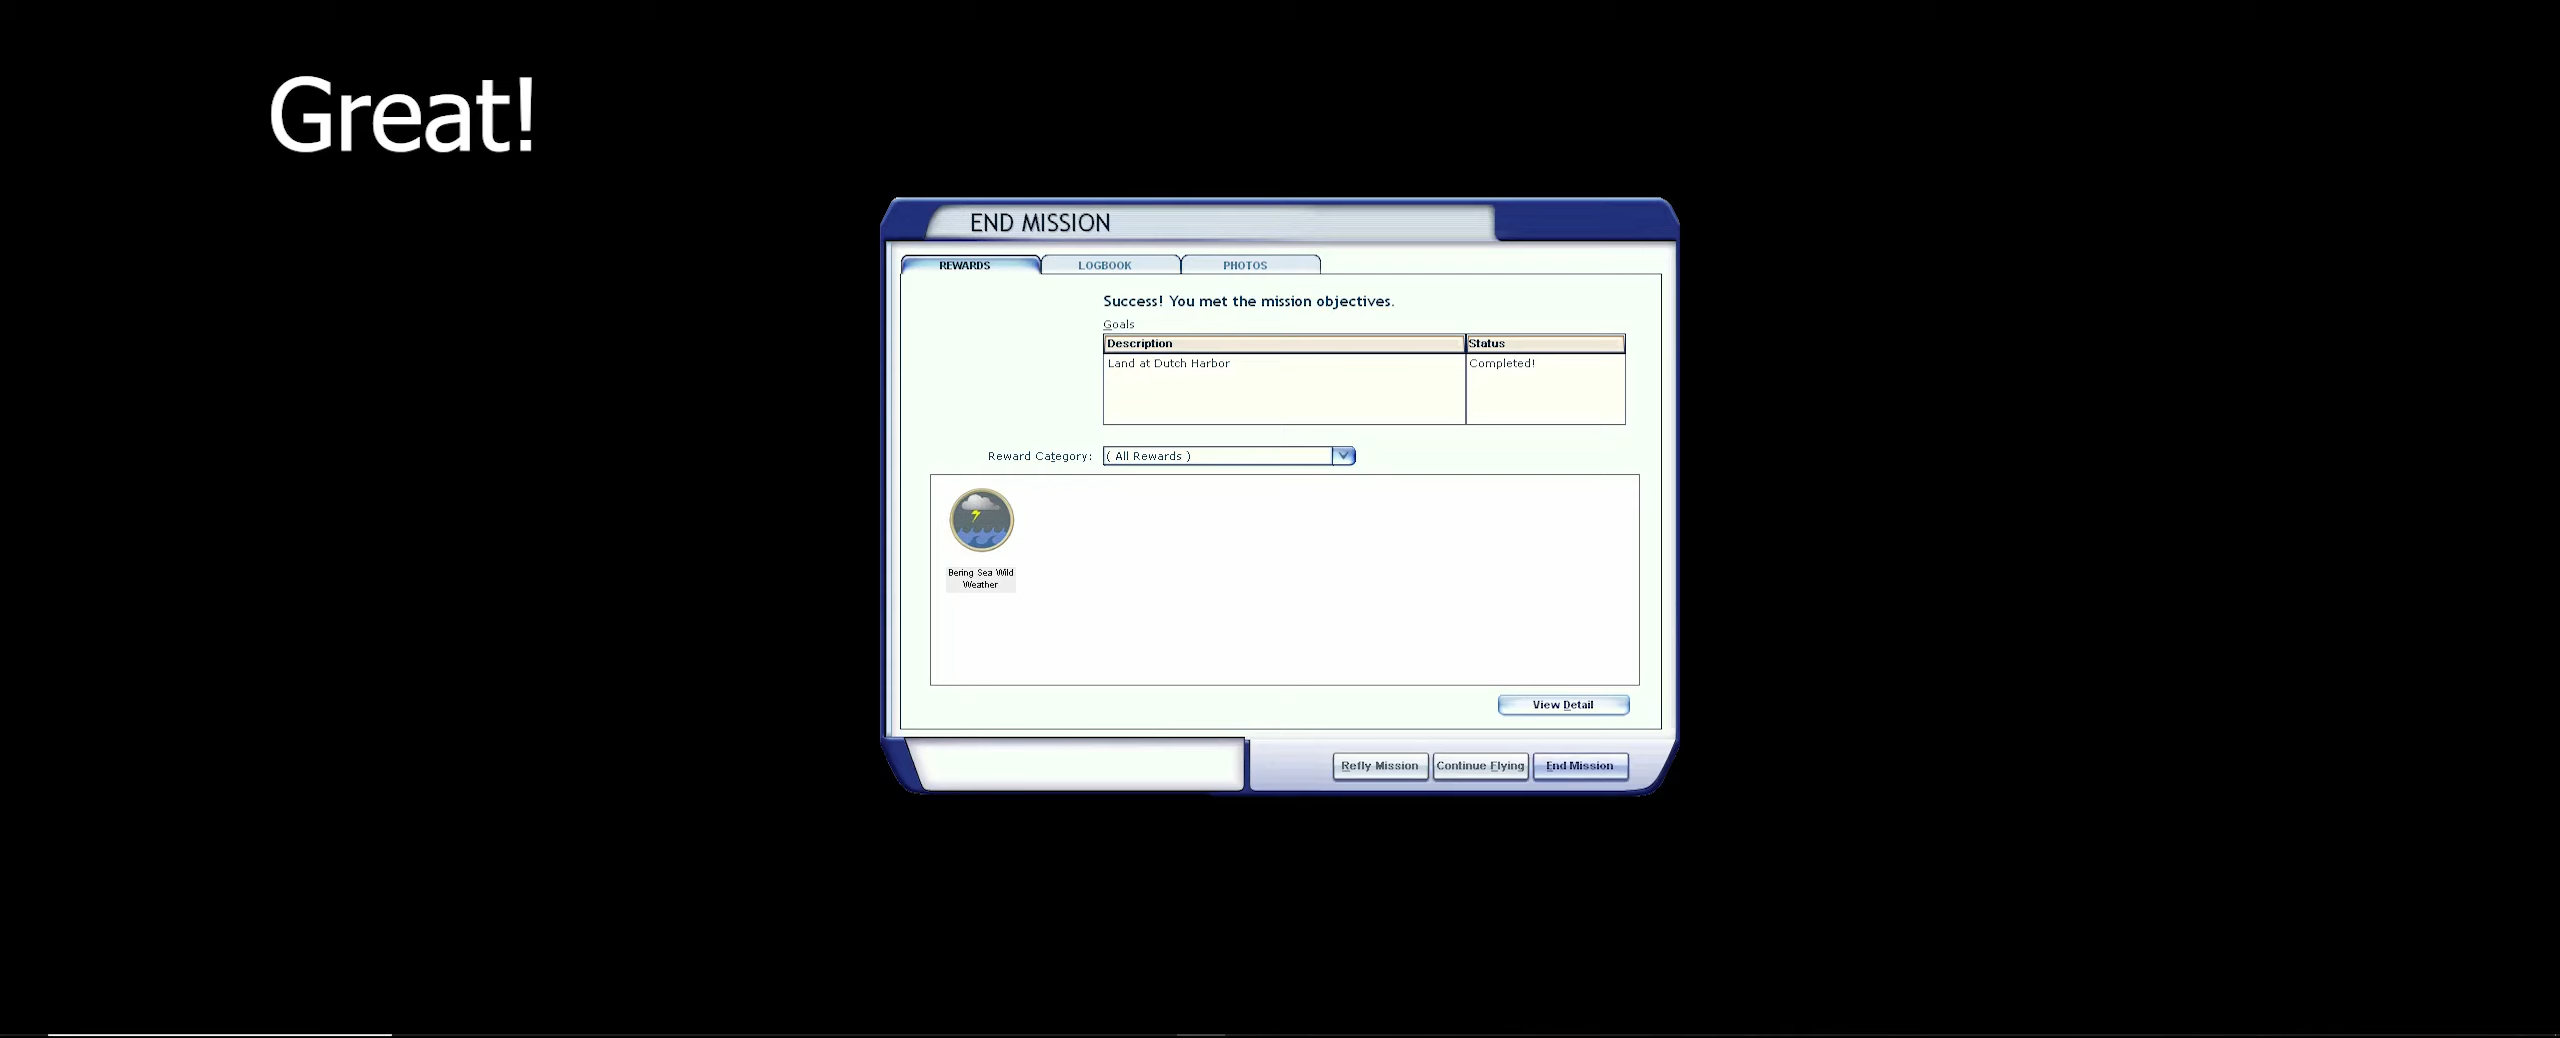 Great!
END MISSION
REWARDS
LOGBOOK
PHOTOS
Success! You met the mission objectives.
Goals
Description
Status
Land at Dutch Harbor
Completed!
Reward Category:
( All Rewards )
Bering Sea Wild
Weather
View Detail
Refly Mission
Continue Flying
End Mission